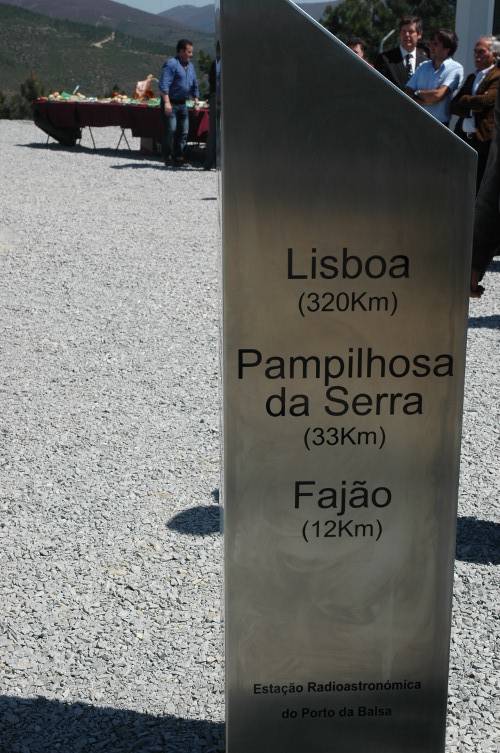 Lisboa
(320Km)
Pampilhosa
da Serra
(33Km)
Fajão
(12Km)
Estação Radioastronómica
do Porto da Balsa